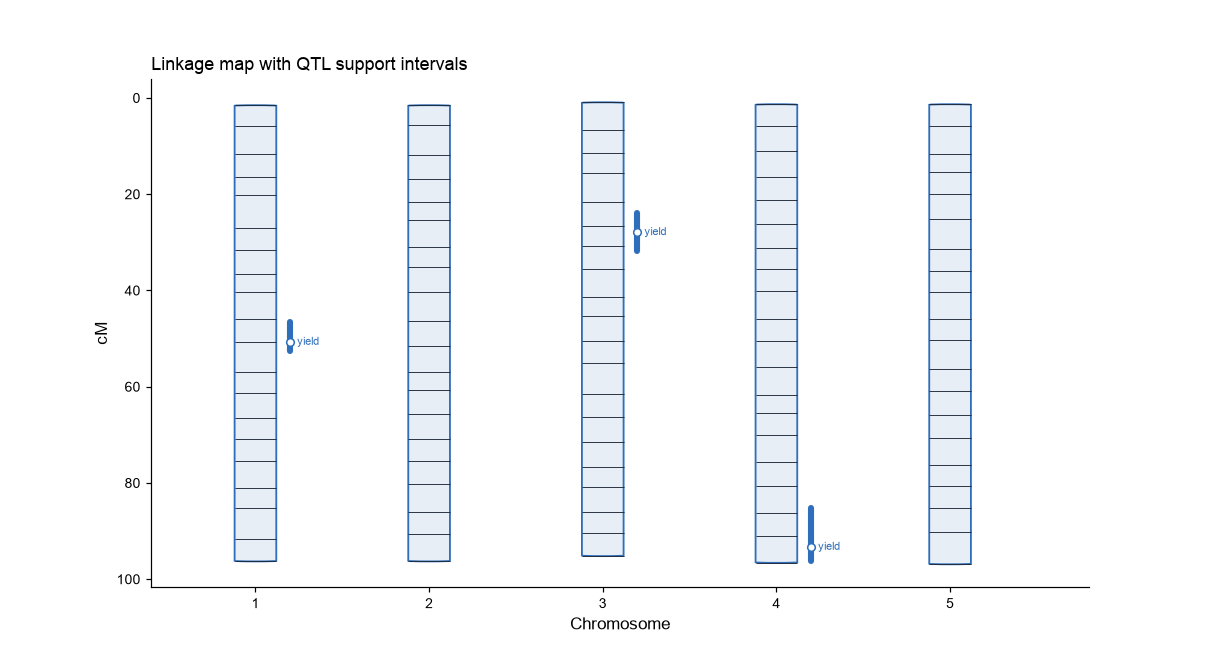 Linkage map with QTL support intervals
0
20
40
60
80
100
cM
yield
yield
yield
1
2
3
4
5
Chromosome